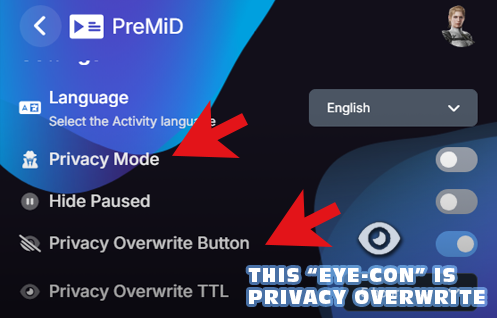 PreMiD
Settings
Language
Select the Activity language
English
Privacy Mode
Hide Paused
Privacy Overwrite Button
Privacy Overwrite TTL
THIS “EYE-CON” IS
PRIVACY OVERWRITE